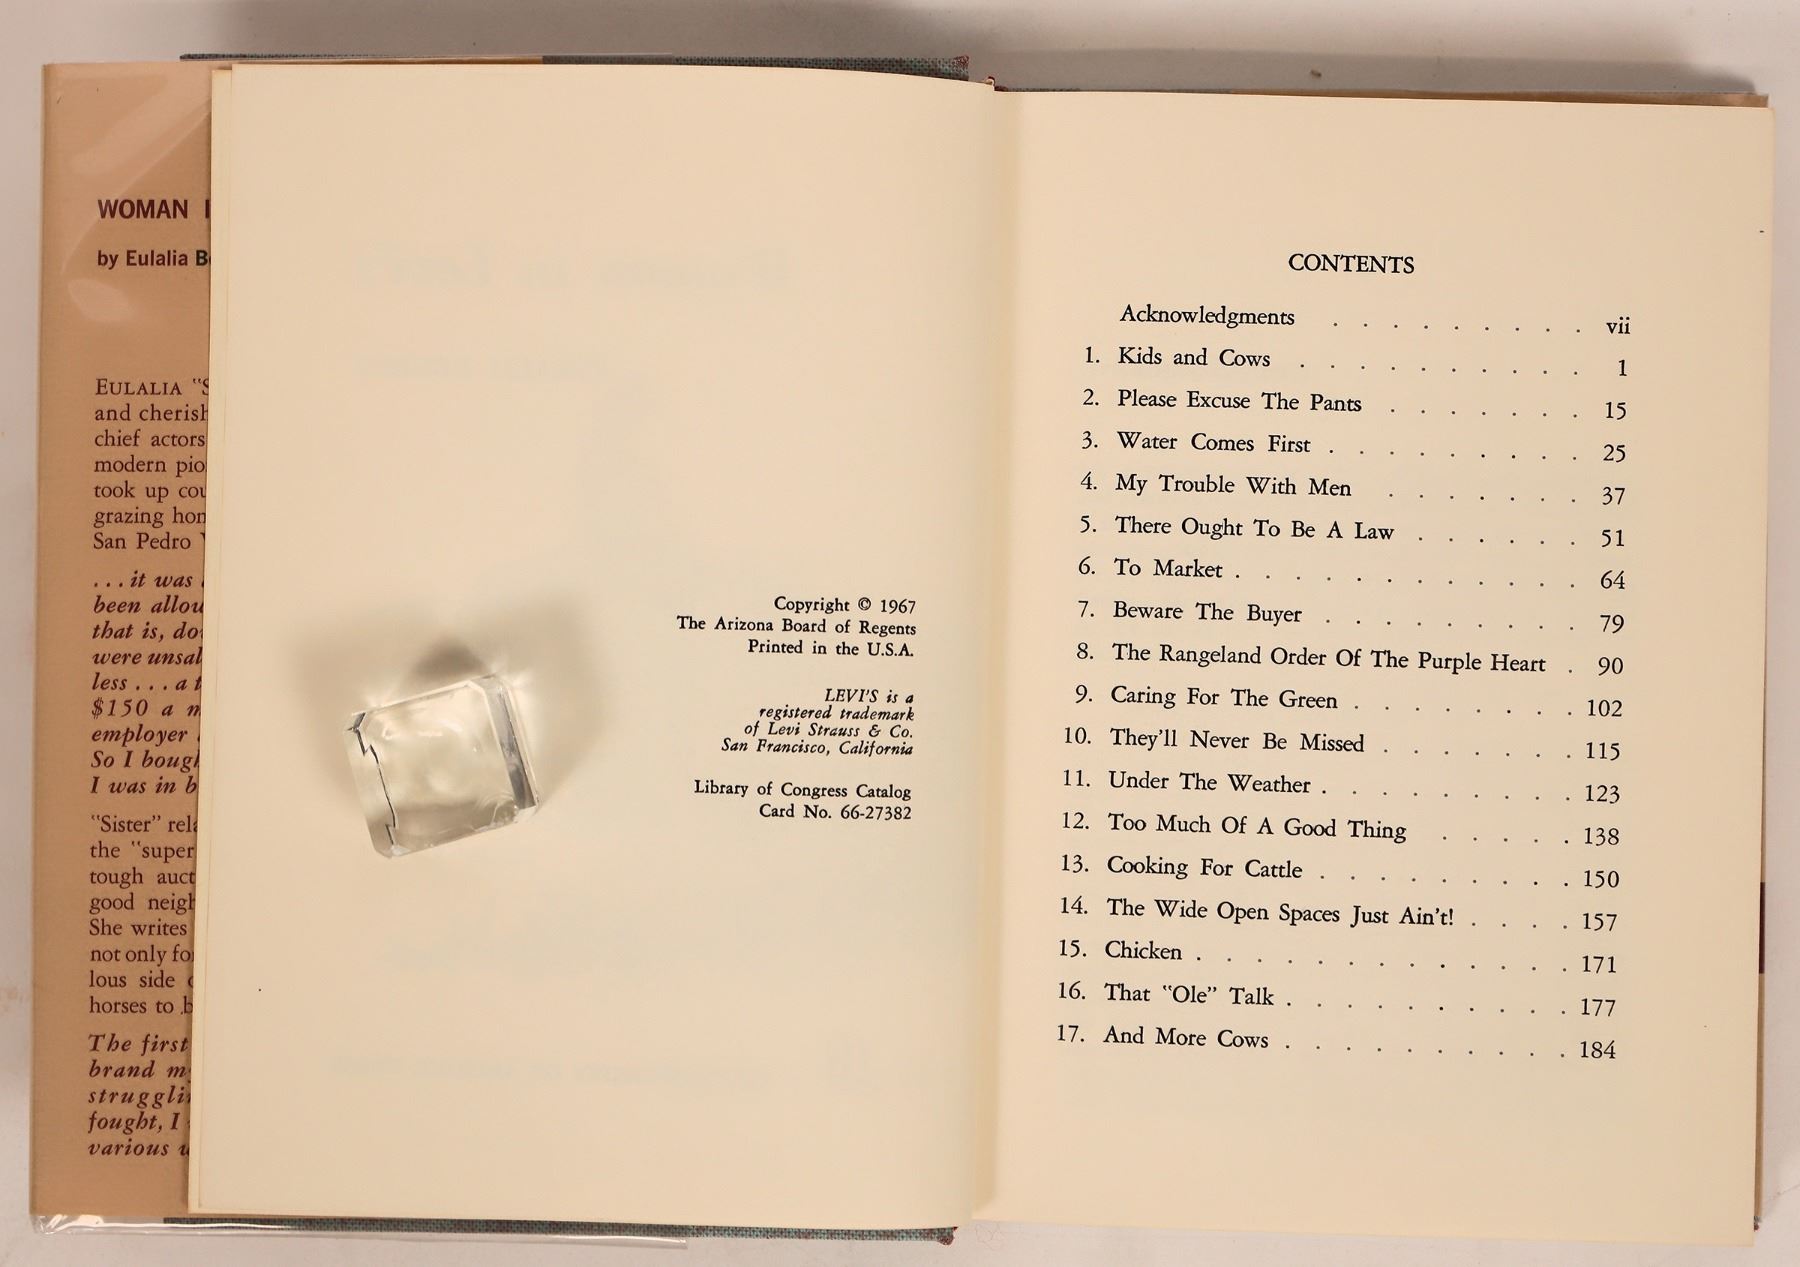 WOMAN
by Eulalia
EULALIA "S
and cherish
chief actors
modern pio
took up cou
grazing hon
San Pedro
... it was
been allow
that is, do
were unsal
less ... a t
$150 a m
employer
So I bough
I was in b
"Sister" rela
the "super
tough auct
good neigh
She writes
not only fo
lous side
horses to b
The first
brand m
struggli
fought, I
various
Copyright © 1967
The Arizona Board of Regents
Printed in the U.S.A.
LEVI'S is a
registered trademark
of Levi Strauss & Co.
San Francisco, California
Library of Congress Catalog
Card No. 66-27382
CONTENTS
Acknowledgments . . . . . . . . . vii
1. Kids and Cows . . . . . . . . . . 1
2. Please Excuse The Pants . . . . . . . 15
3. Water Comes First . . . . . . . . . 25
4. My Trouble With Men . . . . . . . 37
5. There Ought To Be A Law . . . . . . 51
6. To Market . . . . . . . . . . . . 64
7. Beware The Buyer . . . . . . . . . 79
8. The Rangeland Order Of The Purple Heart . 90
9. Caring For The Green . . . . . . . . 102
10. They'll Never Be Missed . . . . . . . 115
11. Under The Weather . . . . . . . . . 123
12. Too Much Of A Good Thing . . . . . 138
13. Cooking For Cattle . . . . . . . . . 150
14. The Wide Open Spaces Just Ain't! . . . . 157
15. Chicken . . . . . . . . . . . . . 171
16. That "Ole" Talk . . . . . . . . . . 177
17. And More Cows . . . . . . . . . . 184